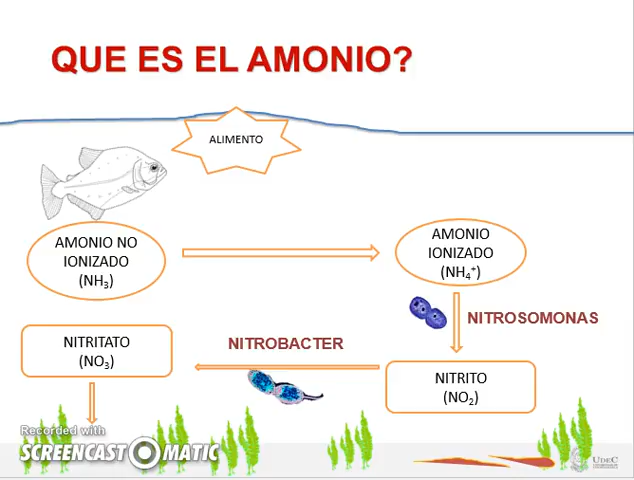 QUE ES EL AMONIO?
ALIMENTO
AMONIO NO
IONIZADO
(NH₃)
AMONIO
IONIZADO
(NH₄⁺)
NITROSOMONAS
NITRITO
(NO₂)
NITROBACTER
NITRITATO
(NO₃)
Recorded with
SCREENCAST-O-MATIC
UDEC